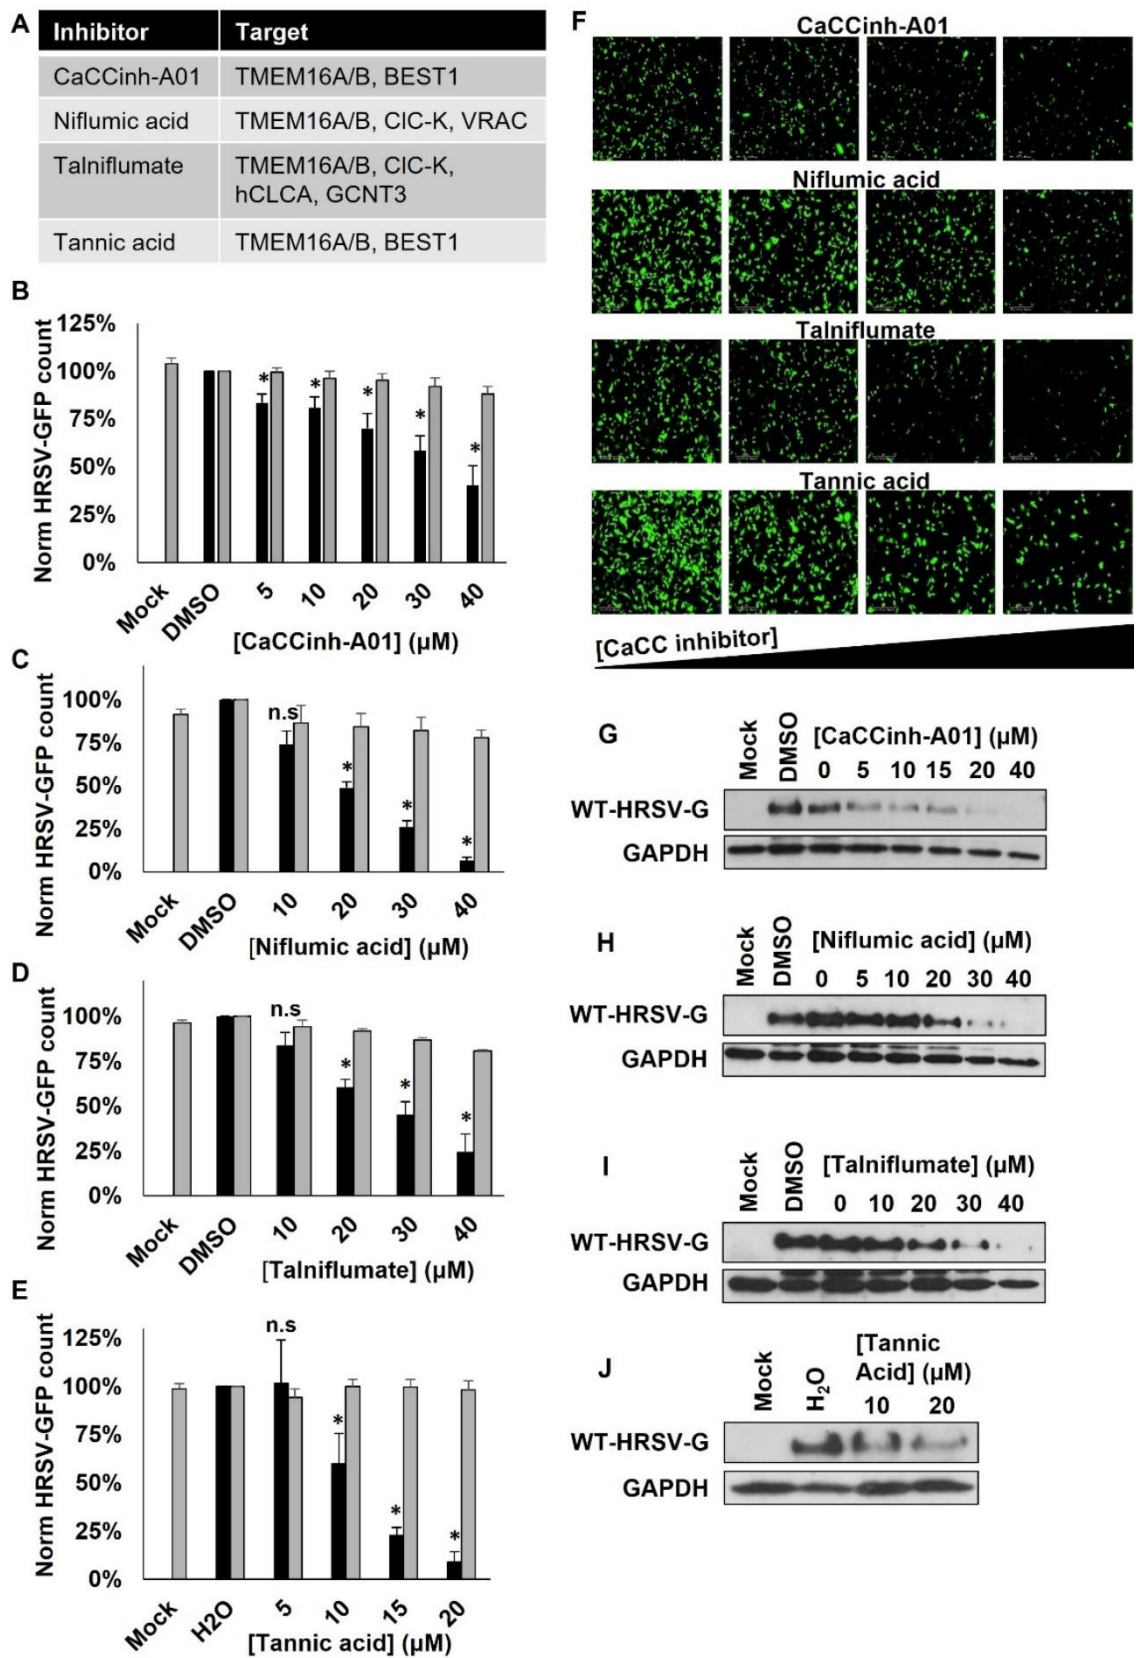 A
Inhibitor Target
CaCCinh-A01 TMEM16A/B, BEST1
Niflumic acid TMEM16A/B, ClC-K, VRAC
Talniflumate TMEM16A/B, ClC-K,
hCLCA, GCNT3
Tannic acid TMEM16A/B, BEST1
B
Norm HRSV-GFP count
125%
100%
75%
50%
25%
0%
* * * * *
Mock DMSO 5 10 20 30 40
[CaCCinh-A01] (µM)
C
Norm HRSV-GFP count
100%
75%
50%
25%
0%
n.s * * *
Mock DMSO 10 20 30 40
[Niflumic acid] (µM)
D
Norm HRSV-GFP count
100%
75%
50%
25%
0%
n.s * * *
Mock DMSO 10 20 30 40
[Talniflumate] (µM)
E
Norm HRSV-GFP count
125%
100%
75%
50%
25%
0%
n.s * * *
Mock H2O 5 10 15 20
[Tannic acid] (µM)
F
CaCCinh-A01
Niflumic acid
Talniflumate
Tannic acid
[CaCC inhibitor]
G
Mock DMSO [CaCCinh-A01] (µM)
0 5 10 15 20 40
WT-HRSV-G
GAPDH
H
Mock DMSO [Niflumic acid] (µM)
0 5 10 20 30 40
WT-HRSV-G
GAPDH
I
Mock DMSO [Talniflumate] (µM)
0 10 20 30 40
WT-HRSV-G
GAPDH
J
Mock H₂O [Tannic
Acid] (µM)
10 20
WT-HRSV-G
GAPDH